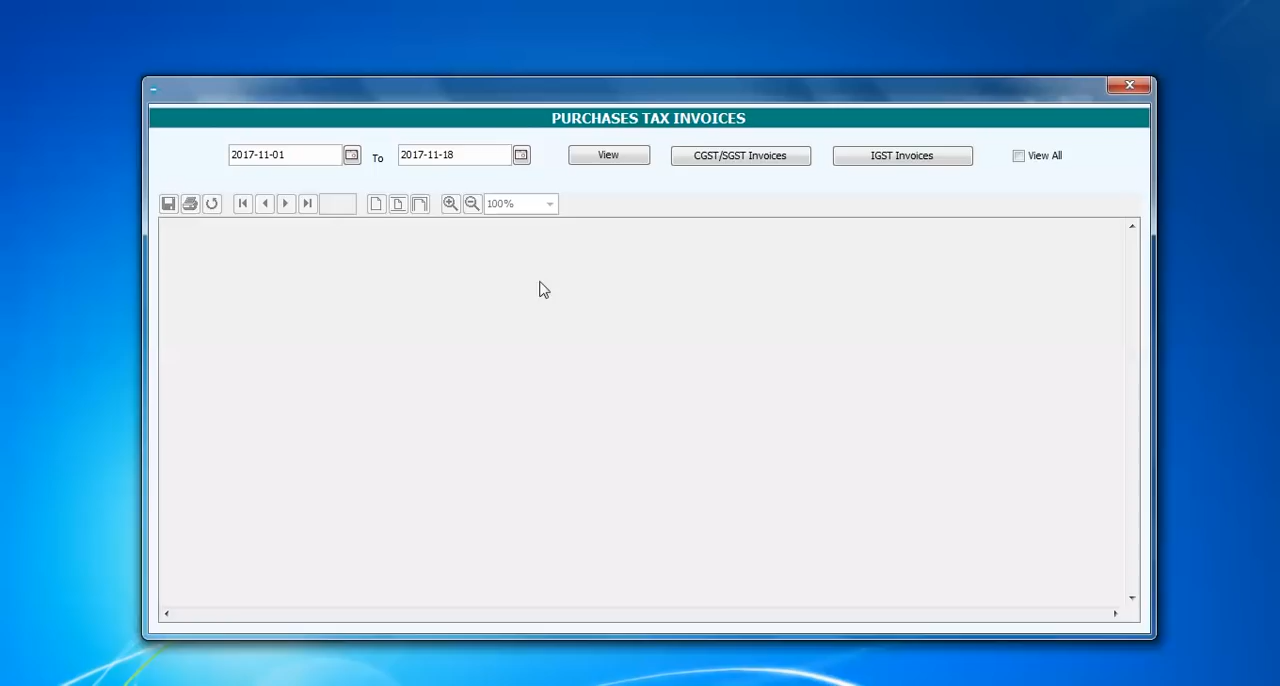 PURCHASES TAX INVOICES
2017-11-01 To 2017-11-18 View CGST/SGST Invoices IGST Invoices View All
100%